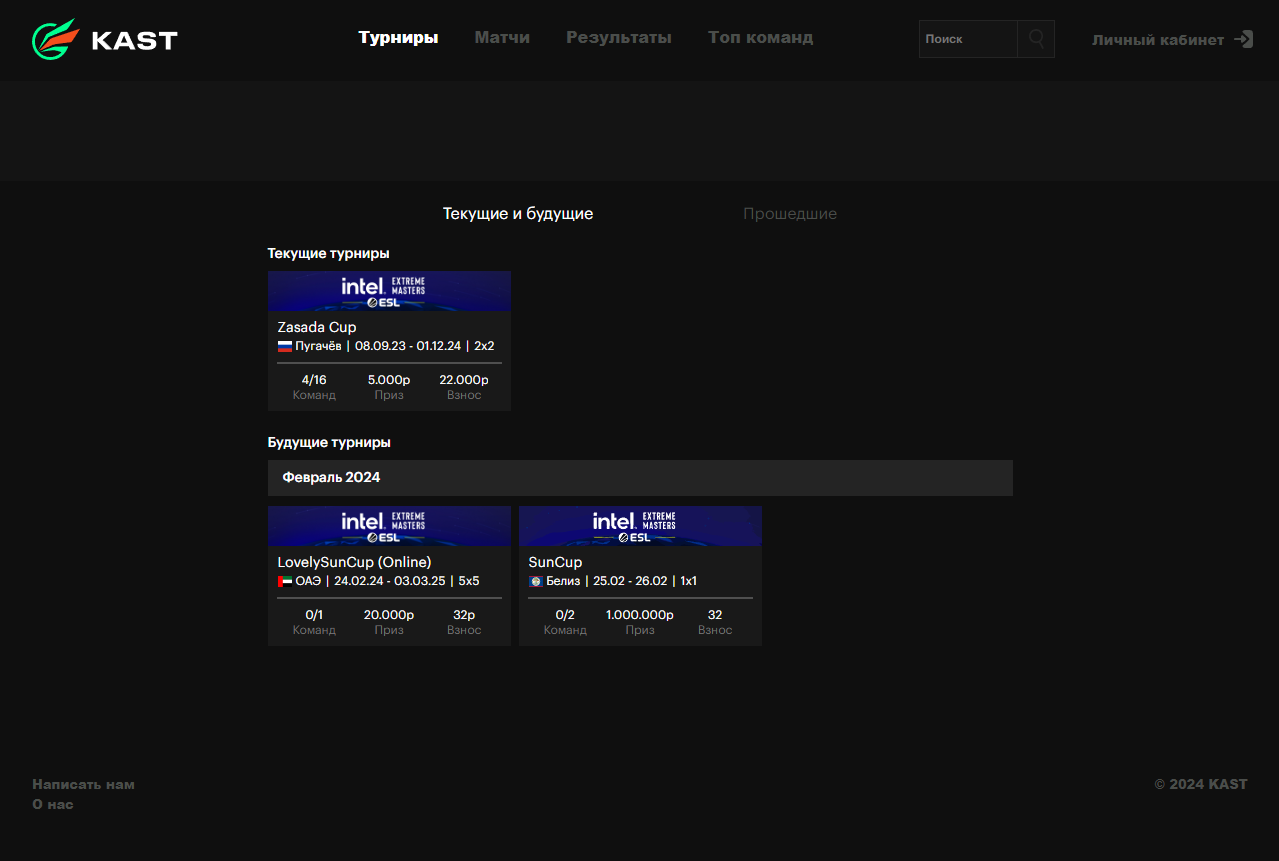 KAST
Турниры Матчи Результаты Топ команд
Поиск
Личный кабинет
Текущие и будущие Прошедшие
Текущие турниры
intel. EXTREME MASTERS
ESL
Zasada Cup
Пугачёв | 08.09.23 - 01.12.24 | 2x2
4/16 5.000р 22.000р
Команд Приз Взнос
Будущие турниры
Февраль 2024
intel. EXTREME MASTERS
ESL
LovelySunCup (Online)
ОАЭ | 24.02.24 - 03.03.25 | 5x5
0/1 20.000р 32р
Команд Приз Взнос
intel. EXTREME MASTERS
ESL
SunCup
Белиз | 25.02 - 26.02 | 1x1
0/2 1.000.000р 32
Команд Приз Взнос
Написать нам
О нас
© 2024 KAST